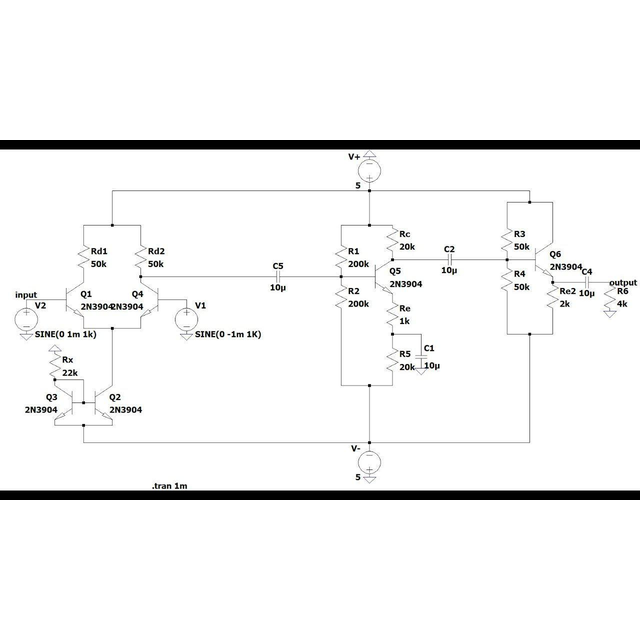 V+
5
Rd1
50k
Rd2
50k
R1
200k
Rc
20k
R3
50k
Q6
2N3904
C5
10µ
C2
10µ
Q5
2N3904
R4
50k
C4
10µ
output
input
V2
Q1
2N3904
Q4
2N3904
V1
R2
200k
Re
1k
Re2
2k
R6
4k
SINE(0 1m 1k)
SINE(0 -1m 1K)
Rx
22k
R5
20k
C1
10µ
Q3
2N3904
Q2
2N3904
V-
5
.tran 1m